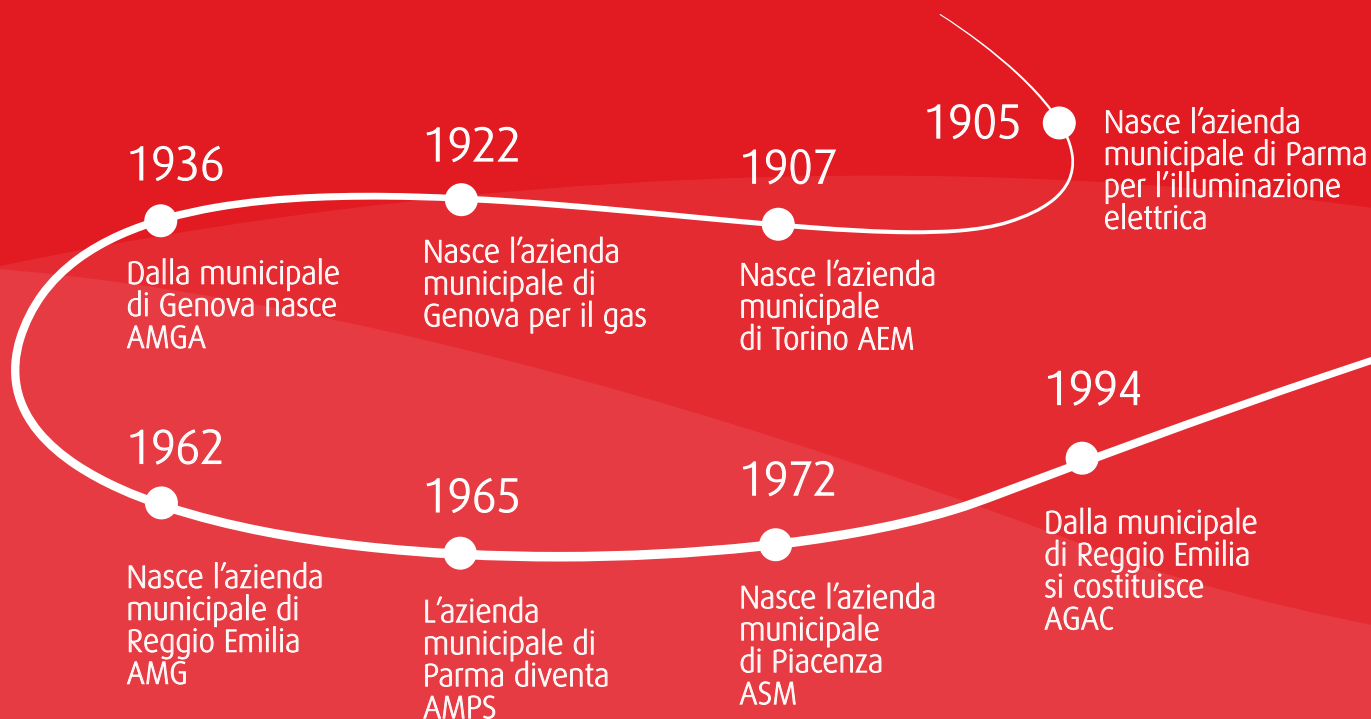 1905
Nasce l’azienda
municipale di Parma
per l’illuminazione
elettrica
1907
Nasce l’azienda
municipale
di Torino AEM
1922
Nasce l’azienda
municipale di
Genova per il gas
1936
Dalla municipale
di Genova nasce
AMGA
1962
Nasce l’azienda
municipale di
Reggio Emilia
AMG
1965
L’azienda
municipale di
Parma diventa
AMPS
1972
Nasce l’azienda
municipale
di Piacenza
ASM
1994
Dalla municipale
di Reggio Emilia
si costituisce
AGAC